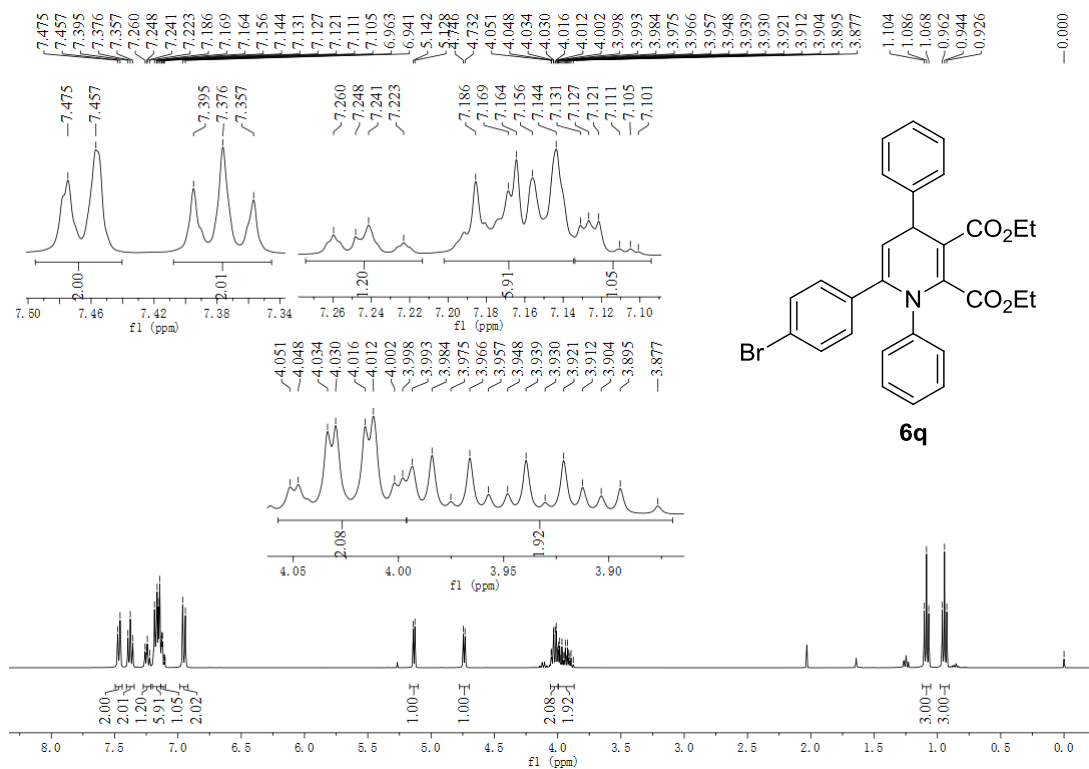 7.475 7.457 7.395 7.376 7.357 7.260 7.248 7.241 7.223 7.186 7.169 7.164 7.156 7.144 7.131 7.127 7.121 7.111 7.105 6.963 6.941 5.142 5.128 4.746 4.732 4.051 4.048 4.034 4.030 4.016 4.012 4.002 3.998 3.993 3.984 3.975 3.966 3.957 3.948 3.939 3.930 3.921 3.912 3.904 3.895 3.877 1.104 1.086 1.068 0.962 0.944 0.926 -0.000
7.475 7.457 7.395 7.376 7.357
2.00 2.01
7.50 7.46 7.42 7.38 7.34
f1 (ppm)
7.260 7.248 7.241 7.223 7.186 7.169 7.164 7.156 7.144 7.131 7.127 7.121 7.111 7.105 7.101
1.20 5.91 1.05
7.26 7.24 7.22 7.20 7.18 7.16 7.14 7.12 7.10
f1 (ppm)
CO₂Et
CO₂Et
N
Br
6q
4.051 4.048 4.034 4.030 4.016 4.012 4.002 3.998 3.993 3.984 3.975 3.966 3.957 3.948 3.939 3.930 3.921 3.912 3.904 3.895 3.877
2.08 1.92
4.05 4.00 3.95 3.90
f1 (ppm)
2.00 2.01 1.20 5.91 1.05 2.02 1.00 1.00 2.08 1.92 3.00 3.00
8.0 7.5 7.0 6.5 6.0 5.5 5.0 4.5 4.0 3.5 3.0 2.5 2.0 1.5 1.0 0.5 0.0
f1 (ppm)